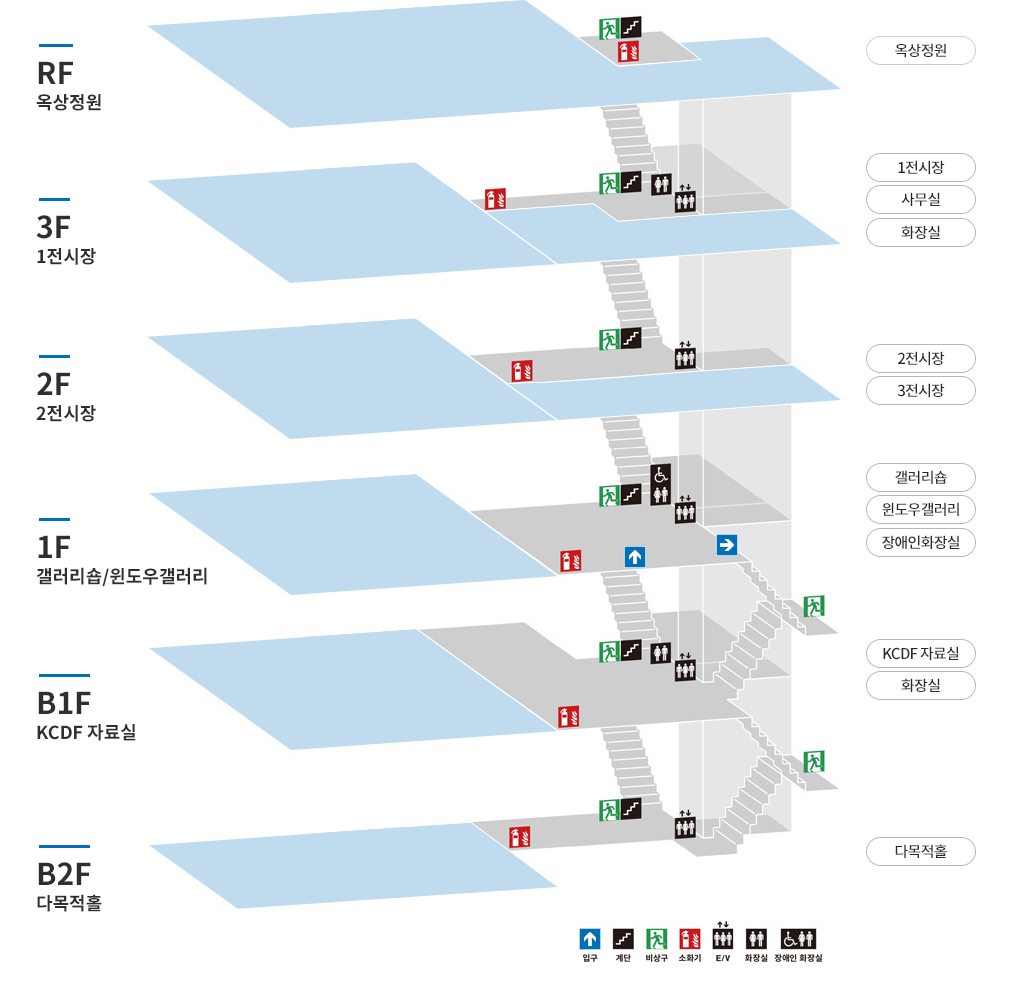 RF
옥상정원
옥상정원
3F
1전시장
1전시장
사무실
화장실
2F
2전시장
2전시장
3전시장
1F
갤러리숍/윈도우갤러리
갤러리숍
윈도우갤러리
장애인화장실
B1F
KCDF 자료실
KCDF 자료실
화장실
B2F
다목적홀
다목적홀
입구 계단 비상구 소화기 E/V 화장실 장애인 화장실